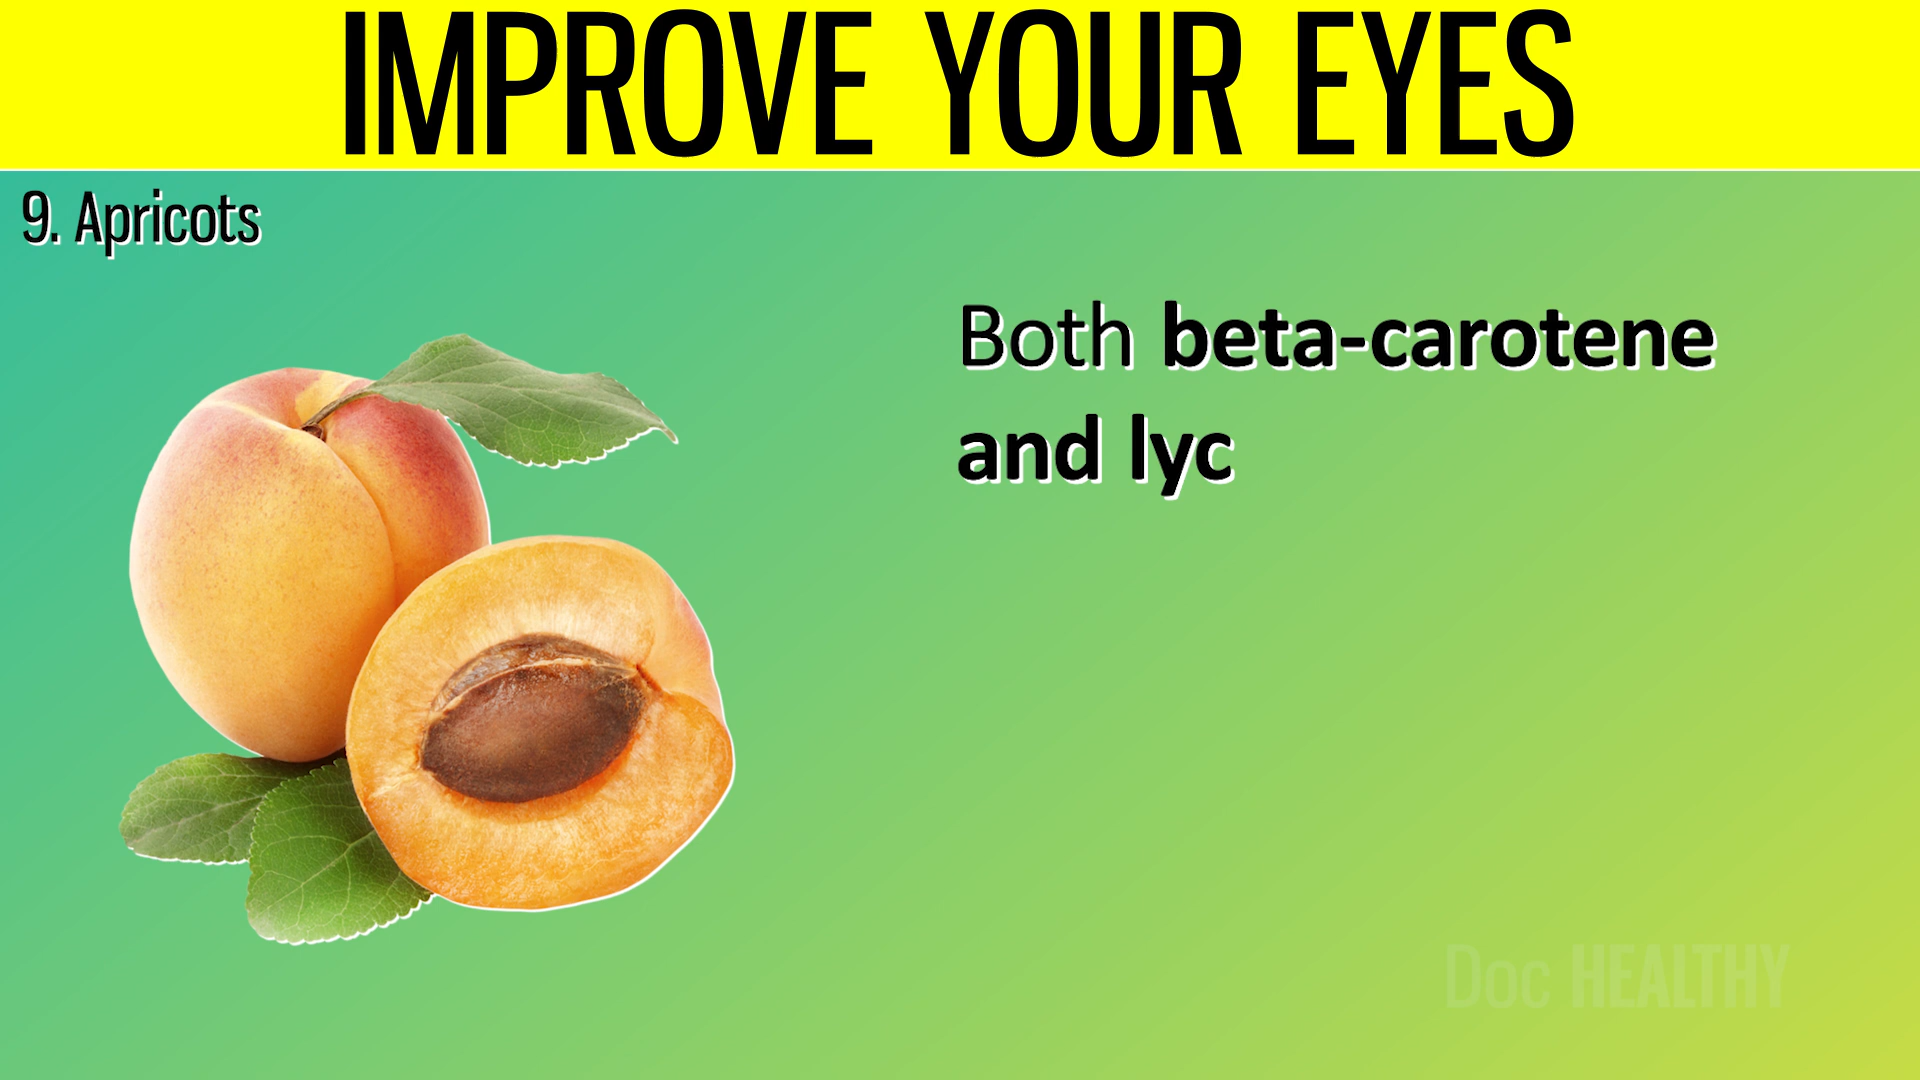 IMPROVE YOUR EYES
9. Apricots
Both beta-carotene
and lyc
Doc HEALTHY